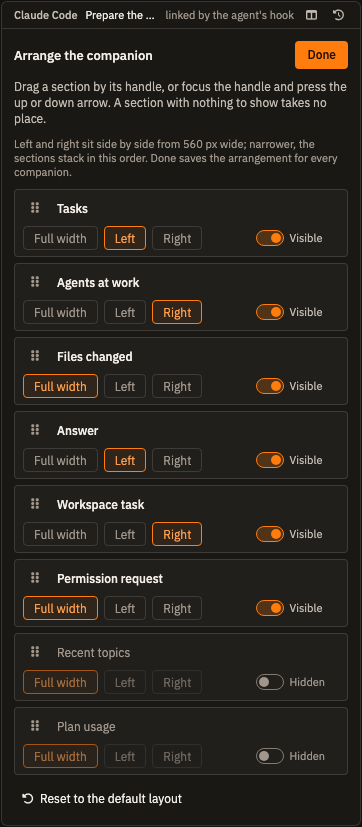 Claude Code Prepare the ... linked by the agent's hook
Arrange the companion
Done
Drag a section by its handle, or focus the handle and press the
up or down arrow. A section with nothing to show takes no
place.
Left and right sit side by side from 560 px wide; narrower, the
sections stack in this order. Done saves the arrangement for every
companion.
Tasks
Full width Left Right Visible
Agents at work
Full width Left Right Visible
Files changed
Full width Left Right Visible
Answer
Full width Left Right Visible
Workspace task
Full width Left Right Visible
Permission request
Full width Left Right Visible
Recent topics
Full width Left Right Hidden
Plan usage
Full width Left Right Hidden
Reset to the default layout